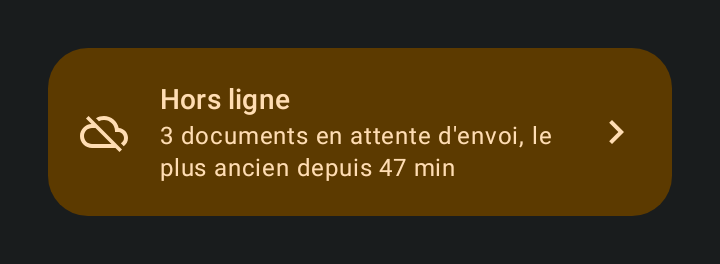 Hors ligne
3 documents en attente d'envoi, le
plus ancien depuis 47 min